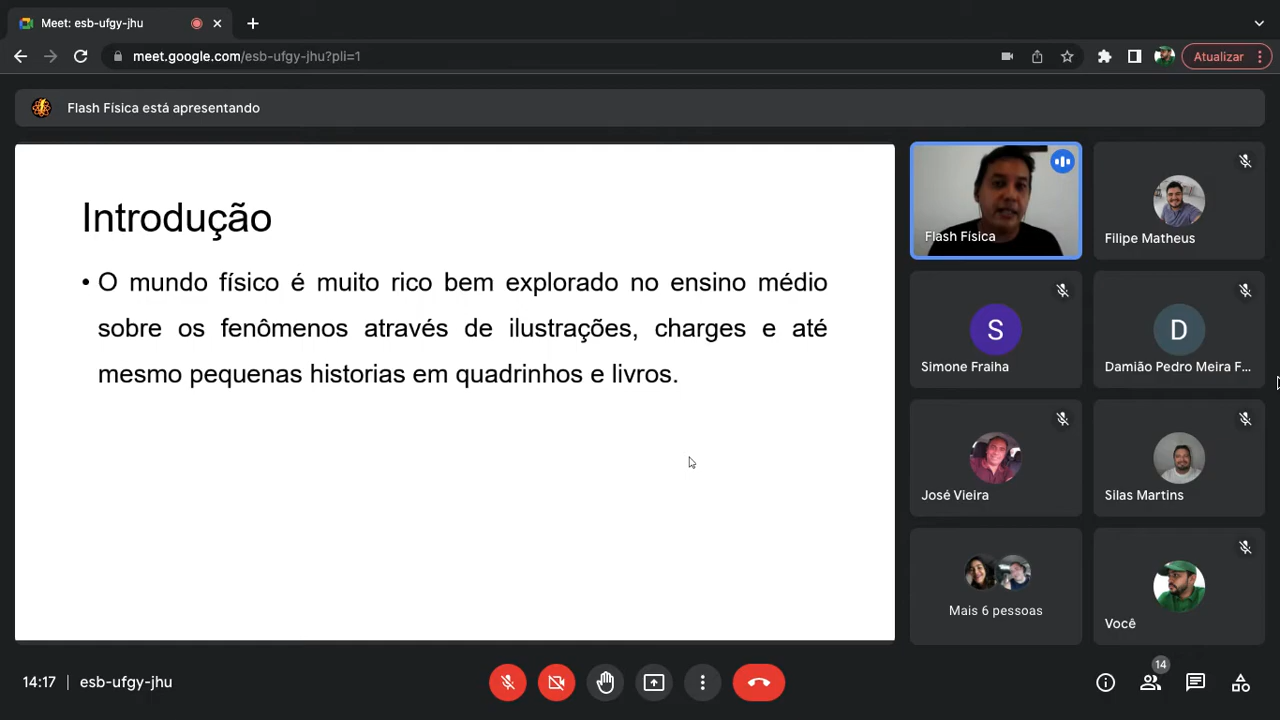 Meet: esb-ufgy-jhu
meet.google.com/esb-ufgy-jhu?pli=1
Atualizar
Flash Física está apresentando
Introdução
• O mundo físico é muito rico bem explorado no ensino médio
sobre os fenômenos através de ilustrações, charges e até
mesmo pequenas historias em quadrinhos e livros.
Flash Física
Filipe Matheus
S
Simone Fraiha
D
Damião Pedro Meira F...
José Vieira
Silas Martins
Mais 6 pessoas
Você
14:17 | esb-ufgy-jhu
14